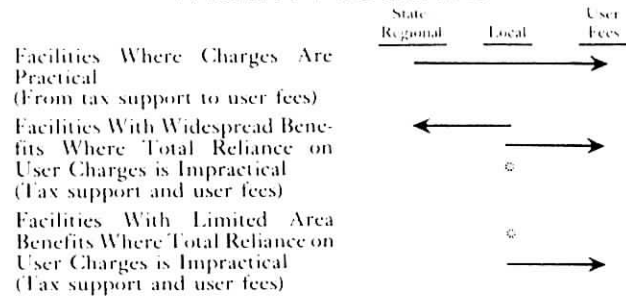 State
Regional
Local
User
Fees
Facilities Where Charges Are
Practical
(From tax support to user fees)
Facilities With Widespread Bene-
fits Where Total Reliance on
User Charges is Impractical
(Tax support and user fees)
Facilities With Limited Area
Benefits Where Total Reliance on
User Charges is Impractical
(Tax support and user fees)